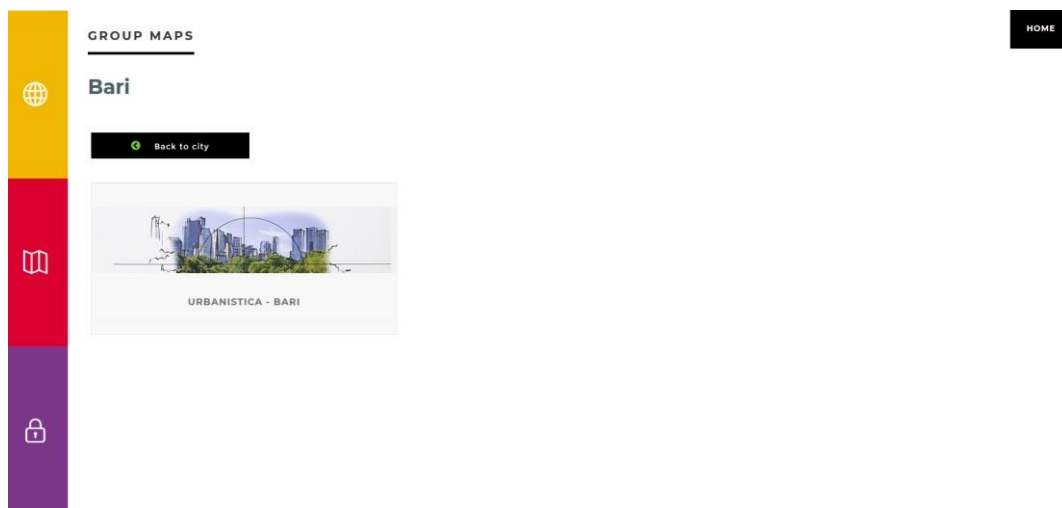 GROUP MAPS
HOME
Bari
Back to city
URBANISTICA - BARI